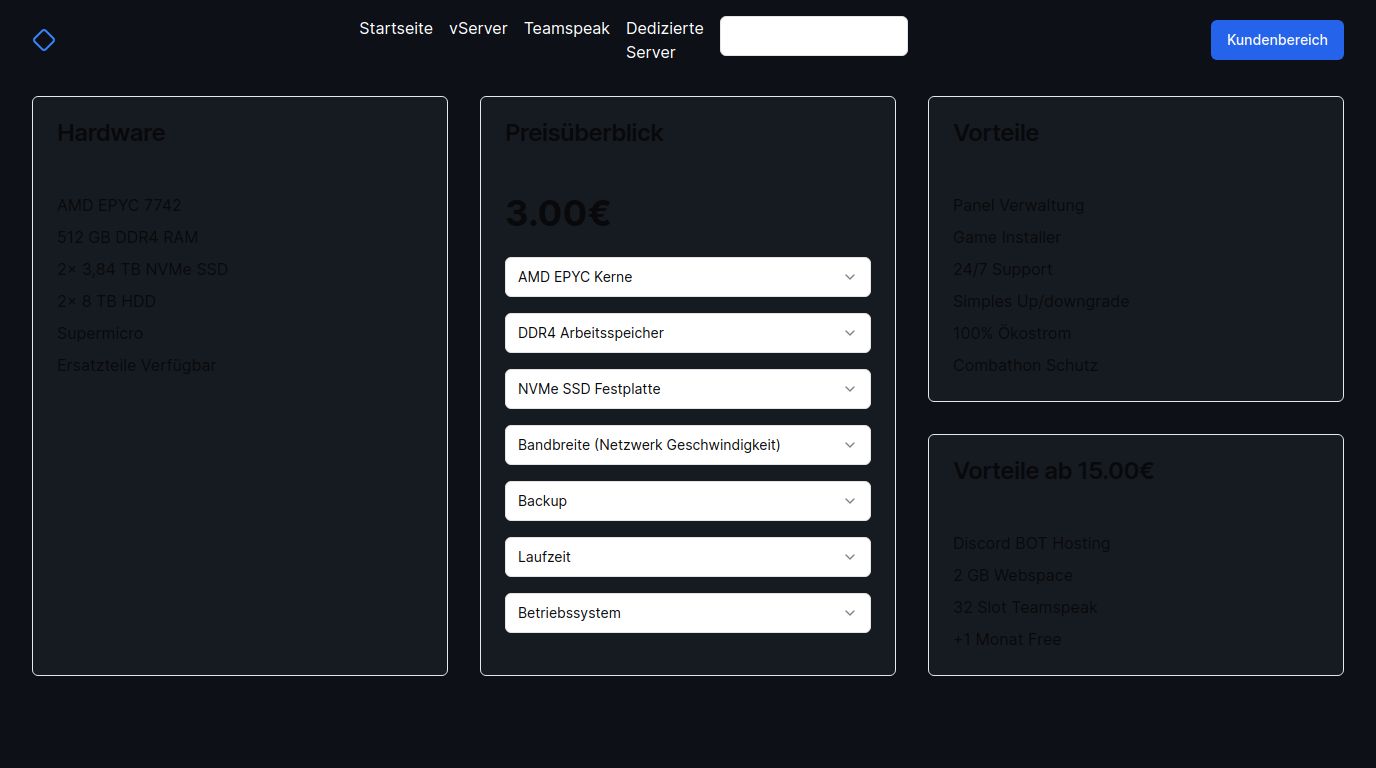 Startseite
vServer
Teamspeak
Dedizierte
Server
Kundenbereich
Hardware
AMD EPYC 7742
512 GB DDR4 RAM
2x 3,84 TB NVMe SSD
2x 8 TB HDD
Supermicro
Ersatzteile Verfügbar
Preisüberblick
3.00€
AMD EPYC Kerne
DDR4 Arbeitsspeicher
NVMe SSD Festplatte
Bandbreite (Netzwerk Geschwindigkeit)
Backup
Laufzeit
Betriebssystem
Vorteile
Panel Verwaltung
Game Installer
24/7 Support
Simples Up/downgrade
100% Ökostrom
Combathon Schutz
Vorteile ab 15.00€
Discord BOT Hosting
2 GB Webspace
32 Slot Teamspeak
+1 Monat Free